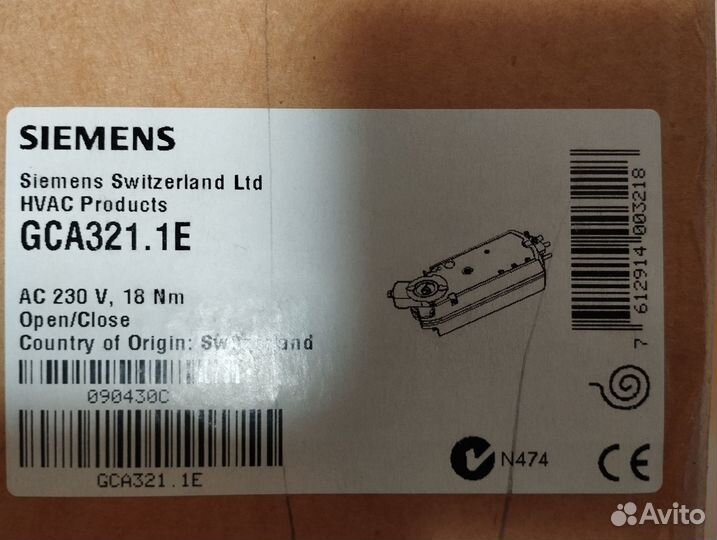 SIEMENS
Siemens Switzerland Ltd
HVAC Products
GCA321.1E
AC 230 V, 18 Nm
Open/Close
Country of Origin: Switzerland
090430C
GCA321.1E
7 612914 003218
N474
CE
Avito